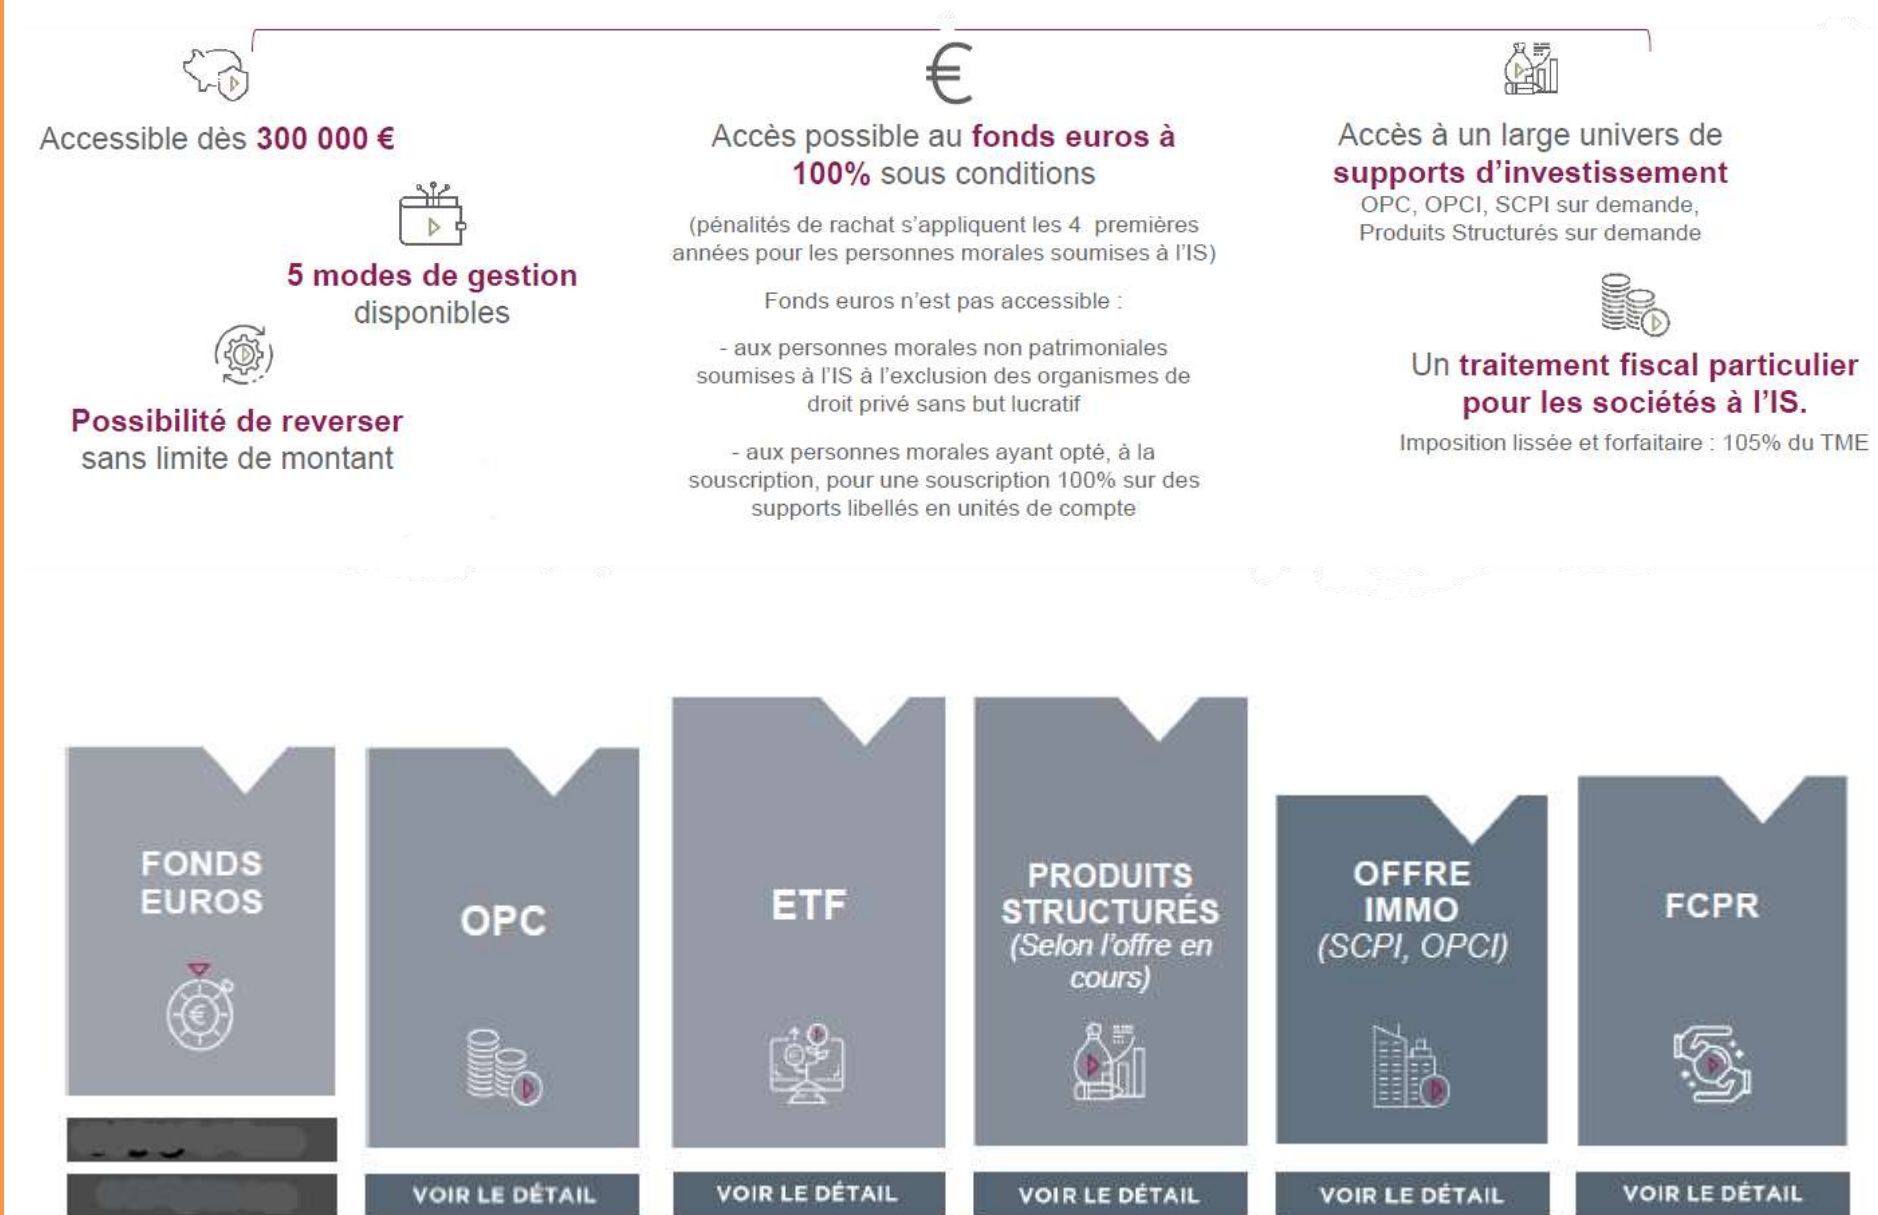 Accessible dès 300 000 €
5 modes de gestion
disponibles
Possibilité de reverser
sans limite de montant
€
Accès possible au fonds euros à
100% sous conditions
(pénalités de rachat s'appliquent les 4 premières
années pour les personnes morales soumises à l'IS)
Fonds euros n'est pas accessible :
- aux personnes morales non patrimoniales
soumises à l'IS à l'exclusion des organismes de
droit privé sans but lucratif
- aux personnes morales ayant opté, à la
souscription, pour une souscription 100% sur des
supports libellés en unités de compte
Accès à un large univers de
supports d'investissement
OPC, OPCI, SCPI sur demande,
Produits Structurés sur demande
Un traitement fiscal particulier
pour les sociétés à l'IS.
Imposition lissée et forfaitaire : 105% du TME
FONDS
EUROS
OPC
VOIR LE DÉTAIL
ETF
VOIR LE DÉTAIL
PRODUITS
STRUCTURÉS
(Selon l'offre en
cours)
VOIR LE DÉTAIL
OFFRE
IMMO
(SCPI, OPCI)
VOIR LE DÉTAIL
FCPR
VOIR LE DÉTAIL